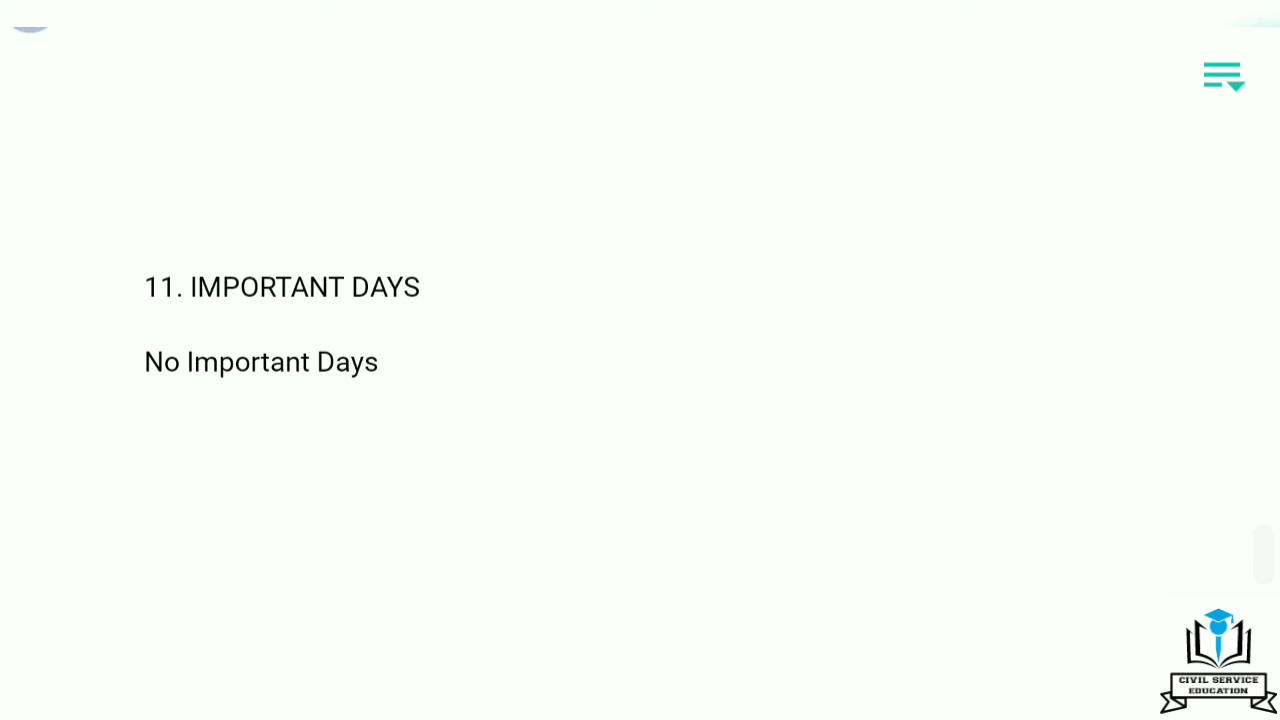 11. IMPORTANT DAYS
No Important Days
CIVIL SERVICE
EDUCATION